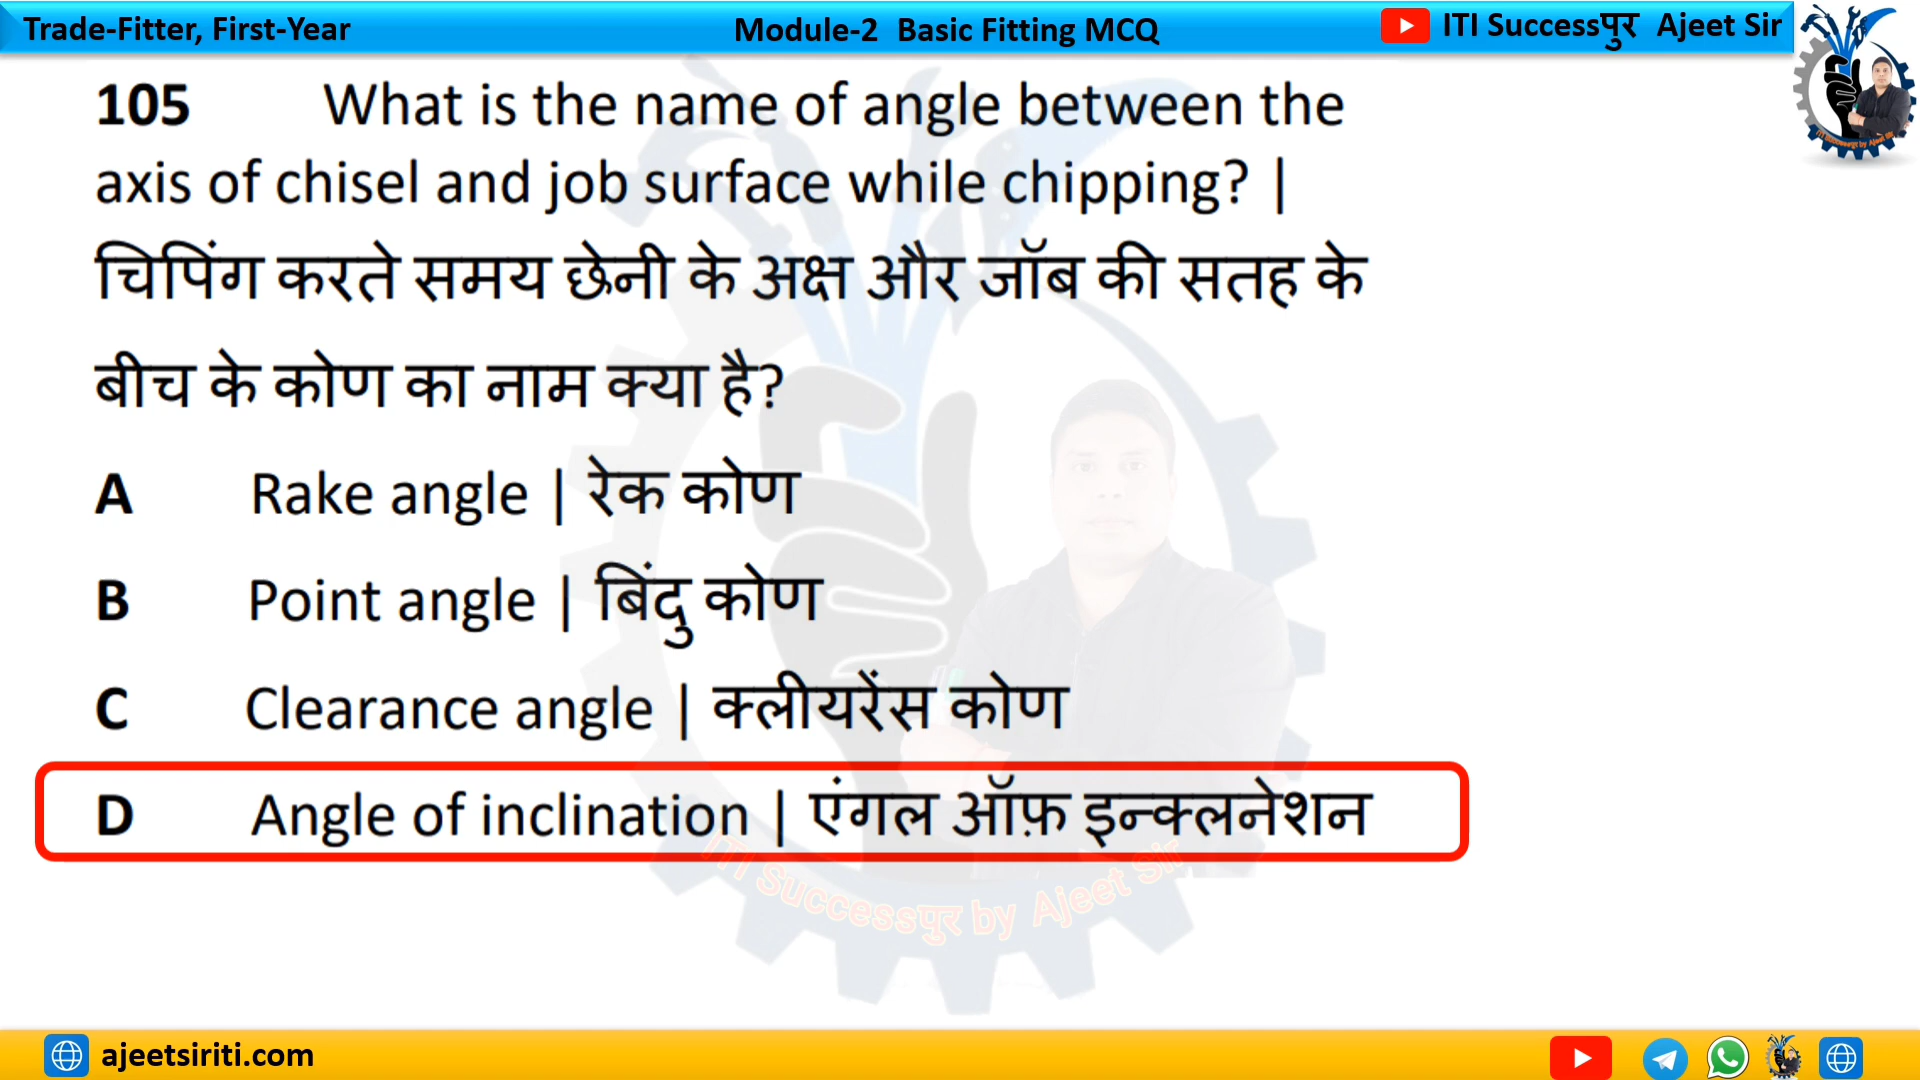 Trade-Fitter, First-Year
Module-2 Basic Fitting MCQ
ITI Successपुर Ajeet Sir
105 What is the name of angle between the
axis of chisel and job surface while chipping? |
चिपिंग करते समय छेनी के अक्ष और जॉब की सतह के
बीच के कोण का नाम क्या है?
A Rake angle | रेक कोण
B Point angle | बिंदु कोण
C Clearance angle | क्लीयरेंस कोण
D Angle of inclination | एंगल ऑफ़ इन्क्लनेशन
ITI Successपुर by Ajeet Sir
ajeetsiriti.com